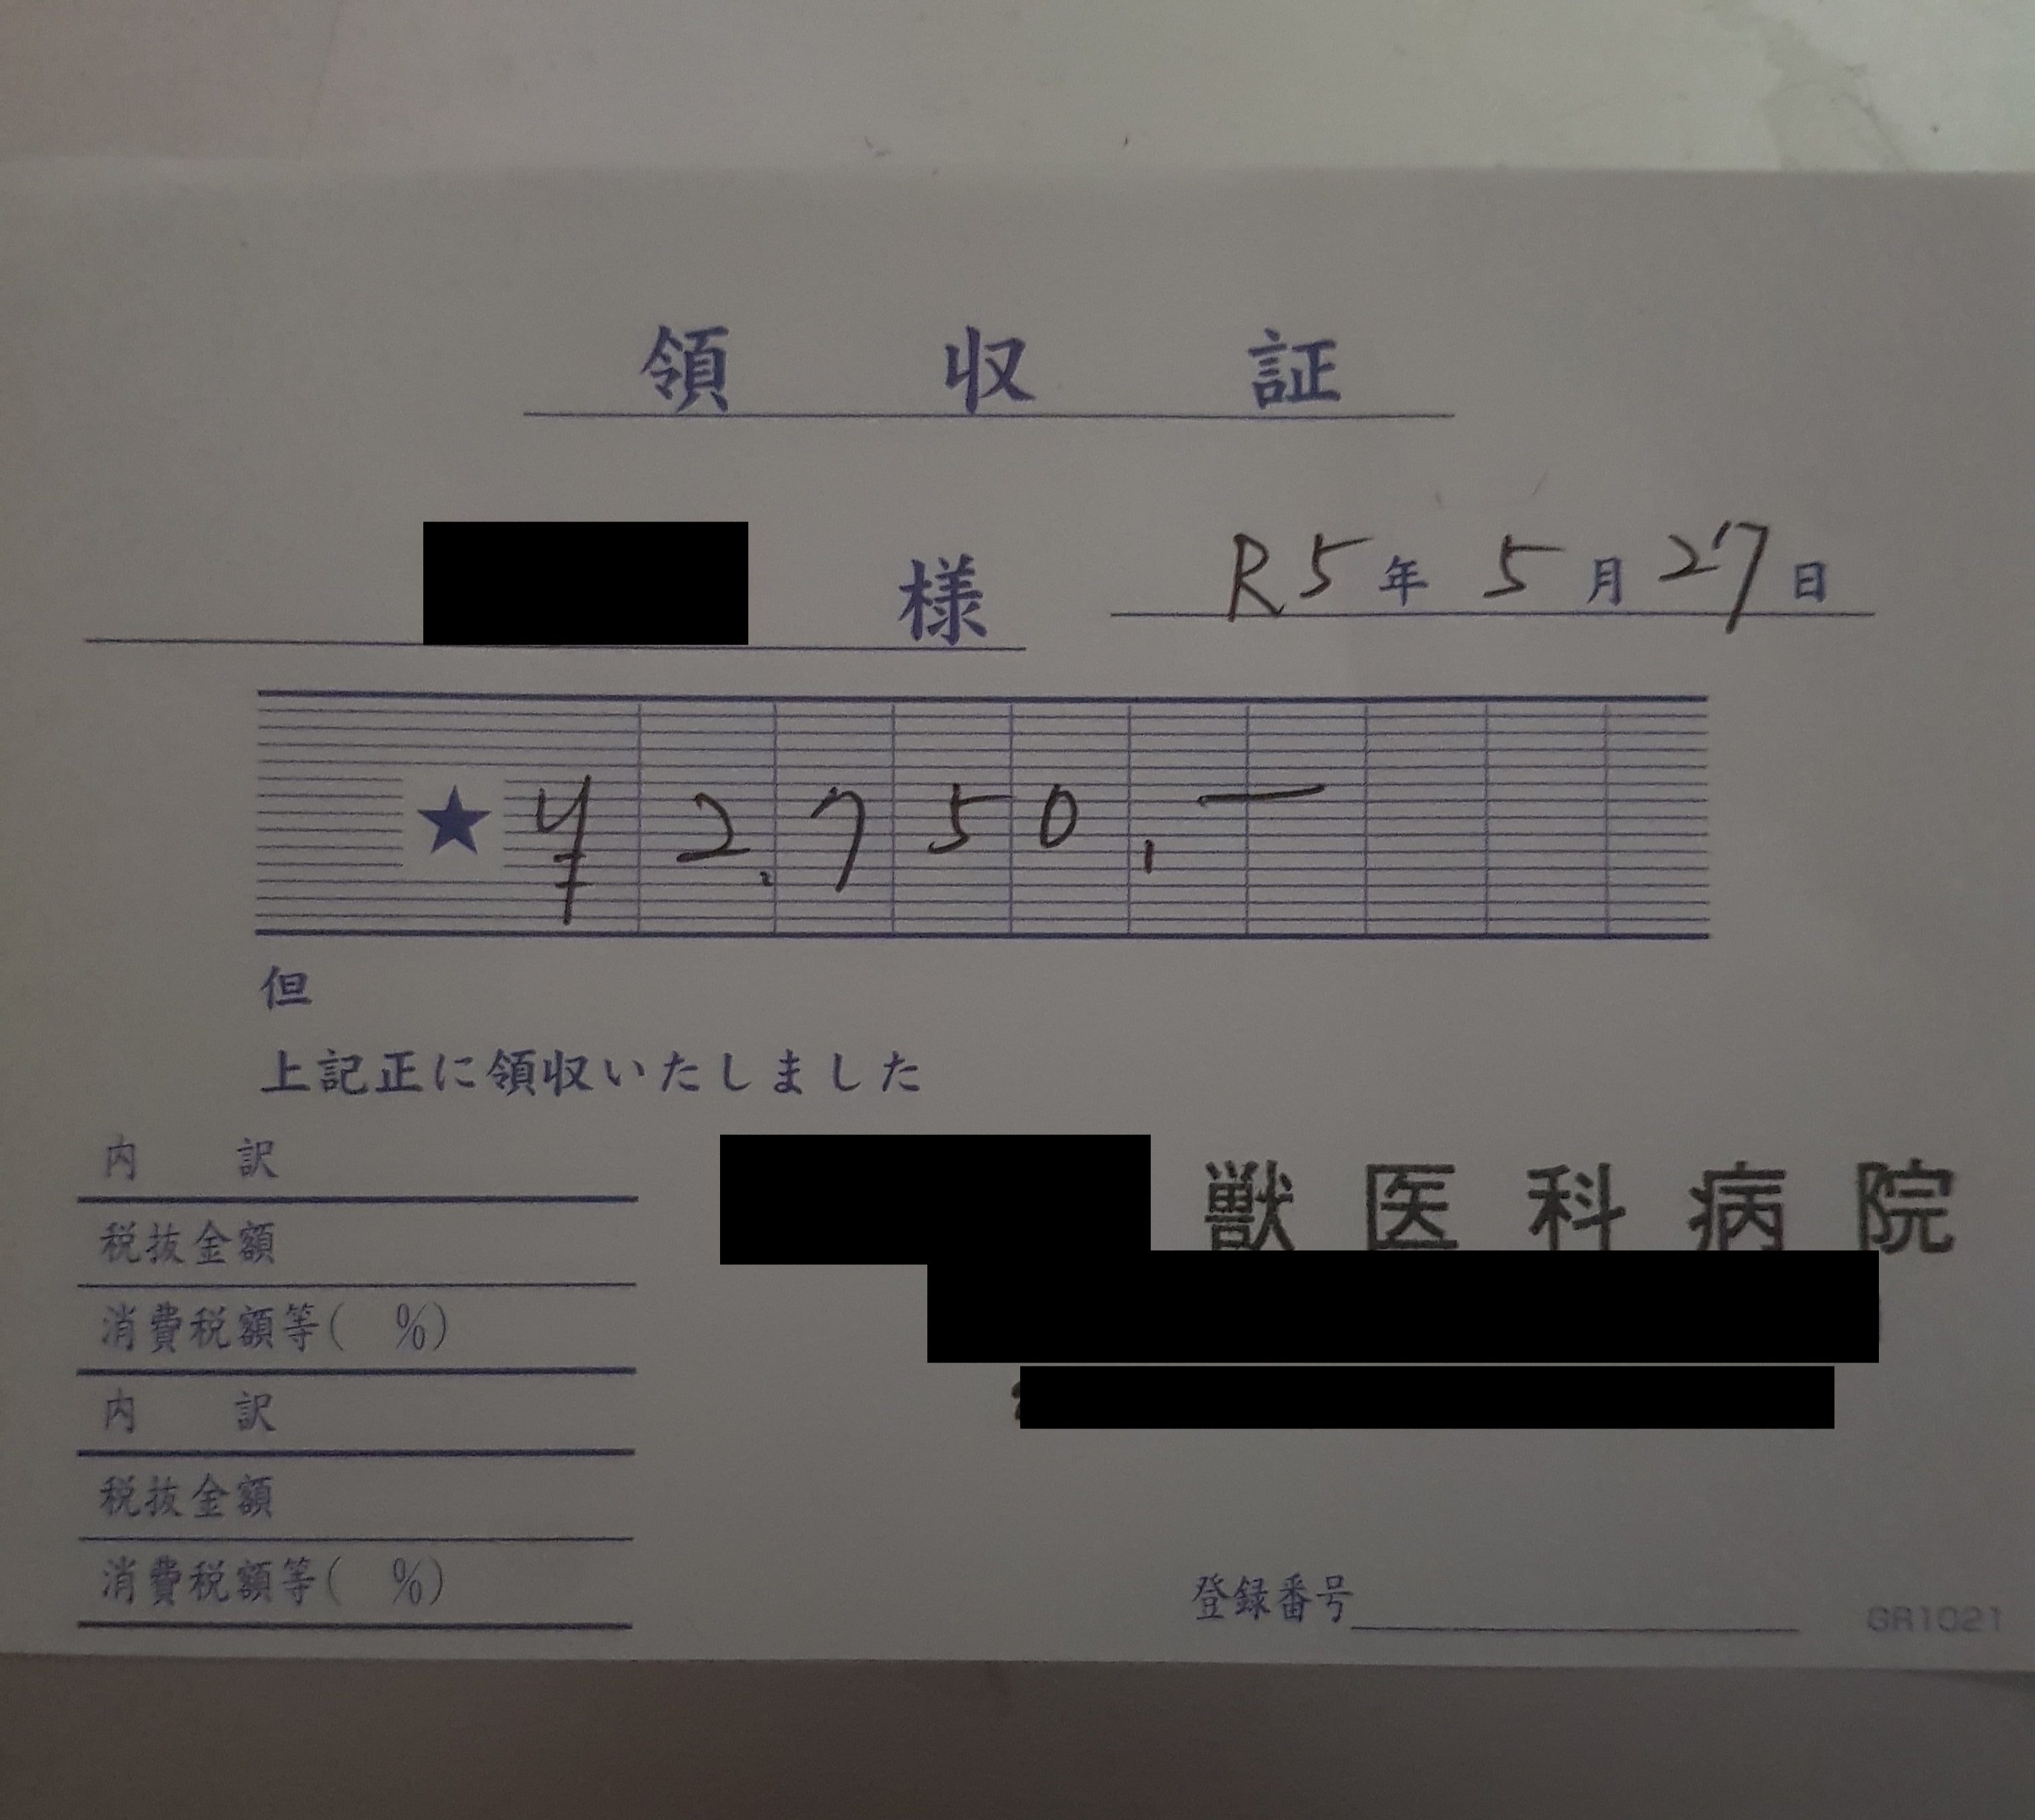 領収証
様 R5年5月27日
★ ¥2,750,-
但
上記正に領収いたしました
内訳
獣医科病院
税抜金額
消費税額等( %)
内訳
税抜金額
消費税額等( %)
登録番号
GR1021